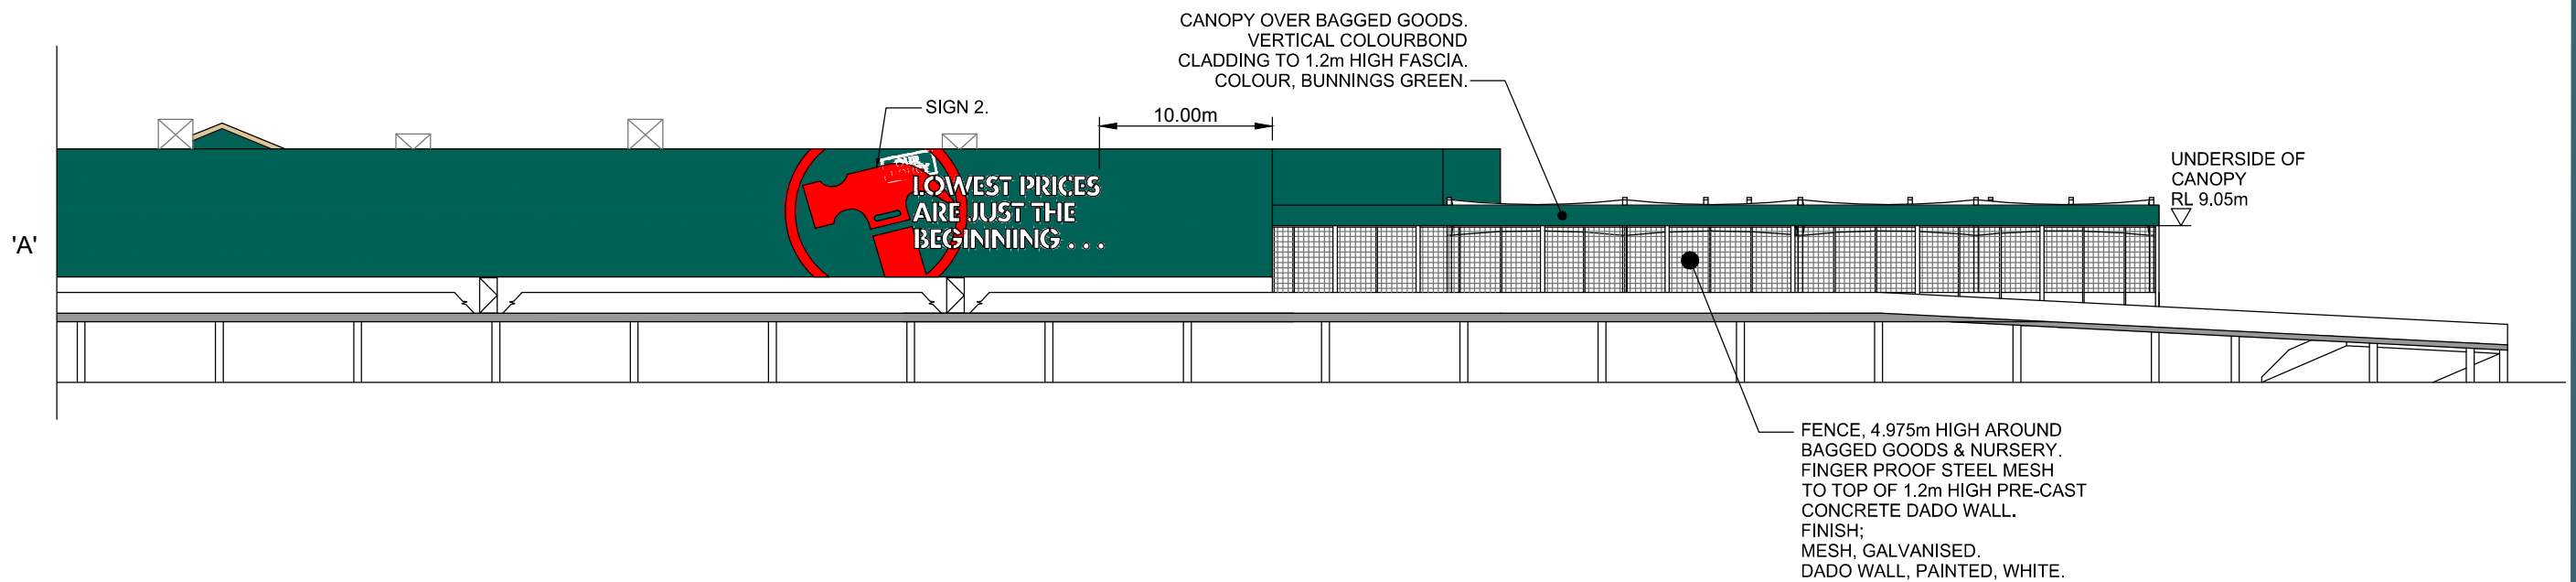 CANOPY OVER BAGGED GOODS.
VERTICAL COLOURBOND
CLADDING TO 1.2m HIGH FASCIA.
COLOUR, BUNNINGS GREEN.
SIGN 2.
10.00m
UNDERSIDE OF
CANOPY
RL 9.05m
LOWEST PRICES
ARE JUST THE
BEGINNING . . .
'A'
FENCE, 4.975m HIGH AROUND
BAGGED GOODS & NURSERY.
FINGER PROOF STEEL MESH
TO TOP OF 1.2m HIGH PRE-CAST
CONCRETE DADO WALL.
FINISH;
MESH, GALVANISED.
DADO WALL, PAINTED, WHITE.